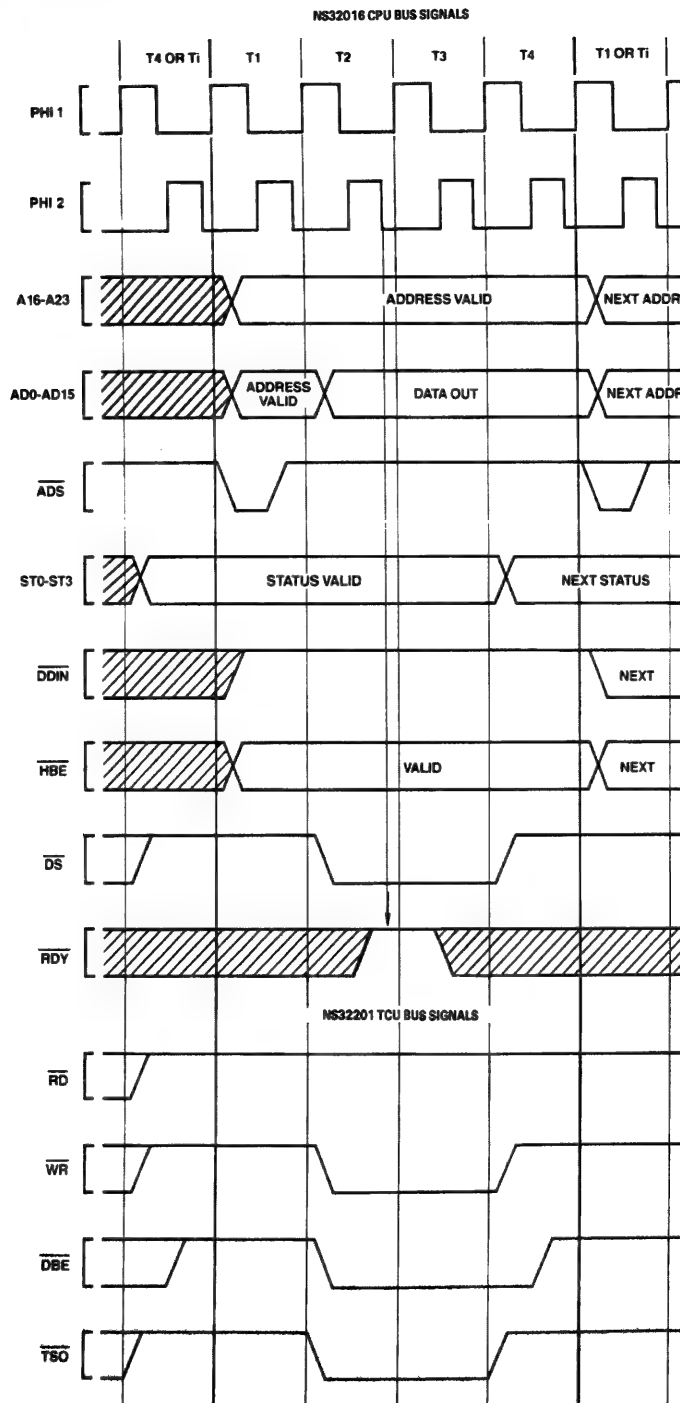 NS32016 CPU BUS SIGNALS
T4 OR Ti T1 T2 T3 T4 T1 OR Ti
PHI 1
PHI 2
A16-A23 ADDRESS VALID NEXT ADDR
AD0-AD15 ADDRESS VALID DATA OUT NEXT ADDR
ADS
ST0-ST3 STATUS VALID NEXT STATUS
DDIN NEXT
HBE VALID NEXT
DS
RDY
NS32201 TCU BUS SIGNALS
RD
WR
DBE
TSO